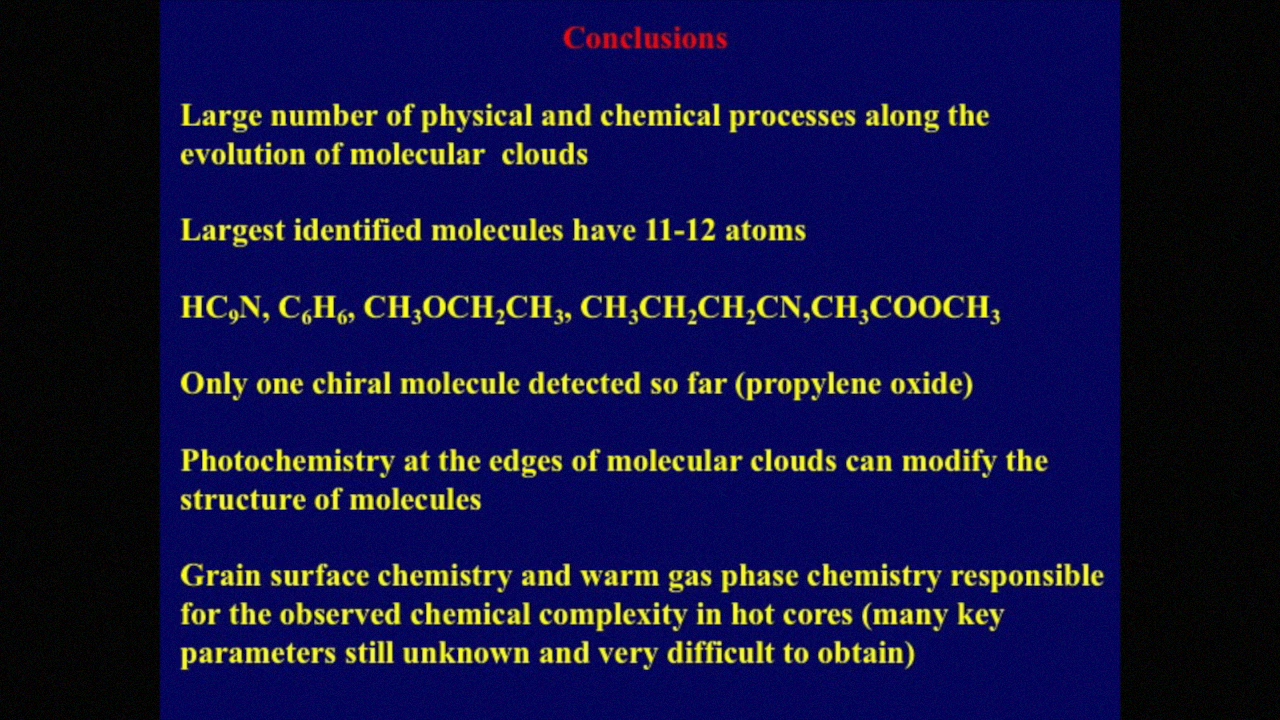 Conclusions
Large number of physical and chemical processes along the
evolution of molecular clouds
Largest identified molecules have 11-12 atoms
HC₉N, C₆H₆, CH₃OCH₂CH₃, CH₃CH₂CH₂CN,CH₃COOCH₃
Only one chiral molecule detected so far (propylene oxide)
Photochemistry at the edges of molecular clouds can modify the
structure of molecules
Grain surface chemistry and warm gas phase chemistry responsible
for the observed chemical complexity in hot cores (many key
parameters still unknown and very difficult to obtain)